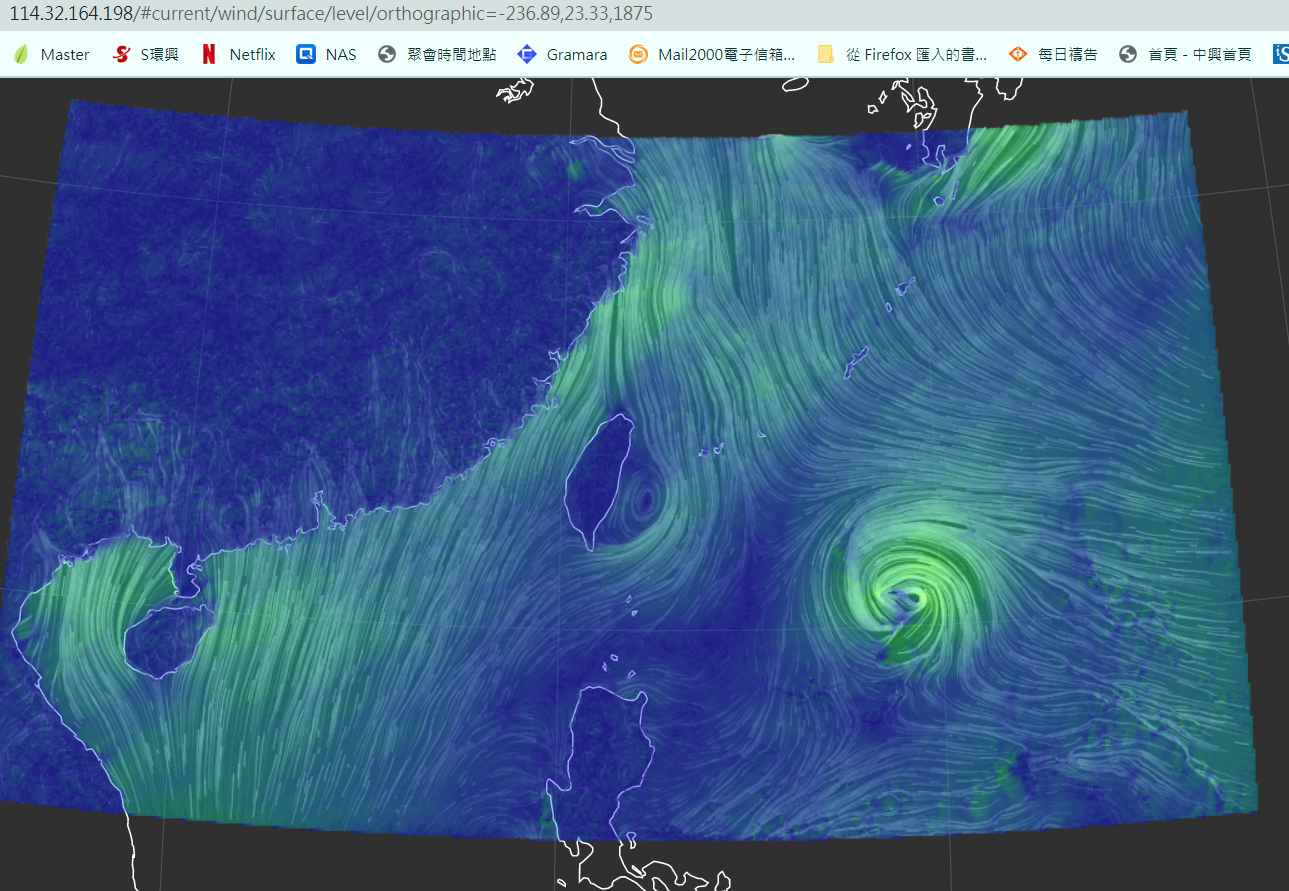 114.32.164.198/#current/wind/surface/level/orthographic=-236.89,23.33,1875
Master S環興 Netflix NAS 聚會時間地點 Gramara Mail2000電子信箱... 從 Firefox 匯入的書... 每日禱告 首頁 - 中興首頁 iS